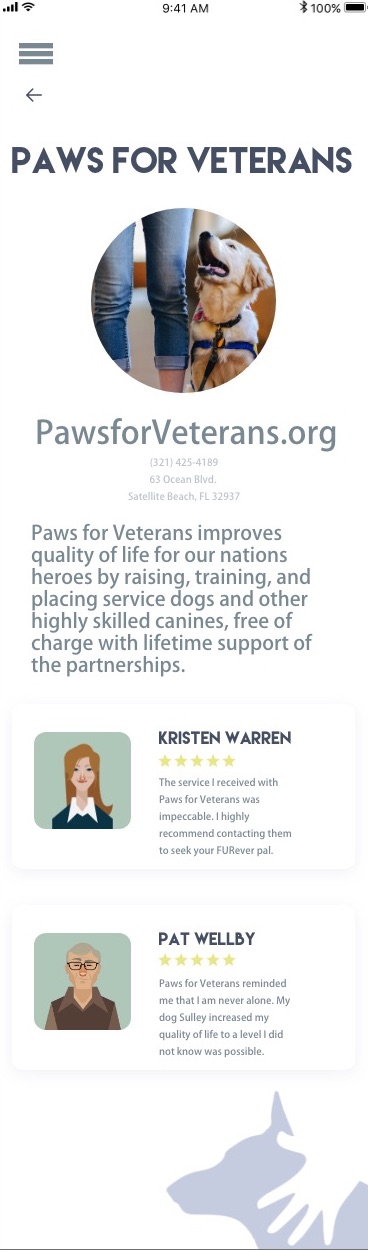 9:41 AM 100%
PAWS FOR VETERANS
PawsforVeterans.org
(321) 425-4189
63 Ocean Blvd.
Satellite Beach, FL 32937
Paws for Veterans improves
quality of life for our nations
heroes by raising, training, and
placing service dogs and other
highly skilled canines, free of
charge with lifetime support of
the partnerships.
KRISTEN WARREN
The service I received with
Paws for Veterans was
impeccable. I highly
recommend contacting them
to seek your FURever pal.
PAT WELLBY
Paws for Veterans reminded
me that I am never alone. My
dog Sulley increased my
quality of life to a level I did
not know was possible.